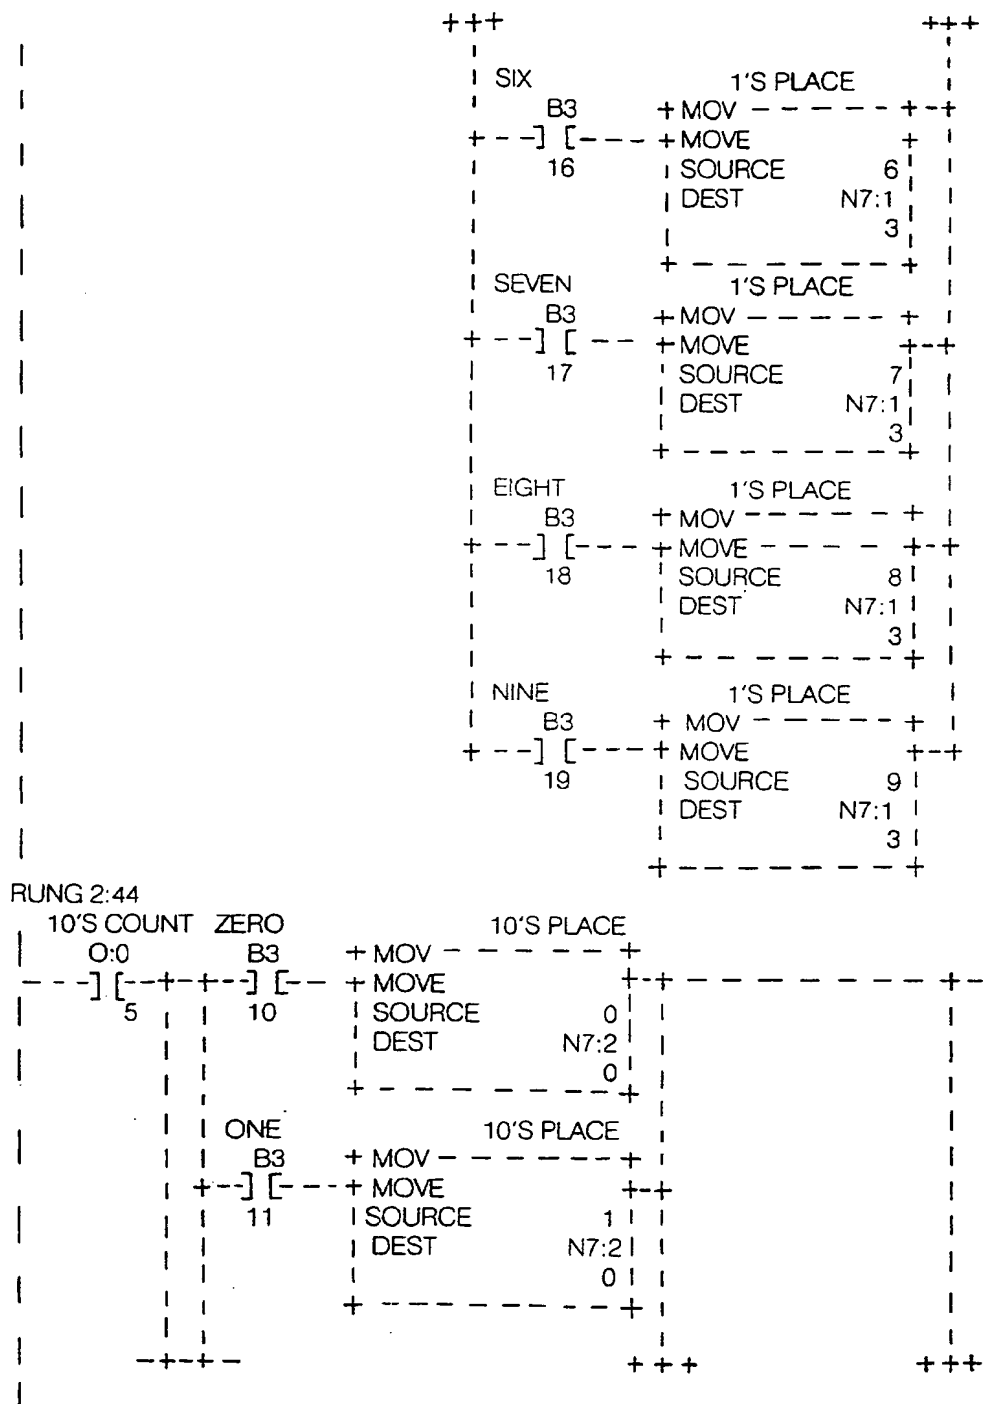 SIX 1'S PLACE
B3 MOV
MOVE
16 SOURCE 6
DEST N7:1
3
SEVEN 1'S PLACE
B3 MOV
MOVE
17 SOURCE 7
DEST N7:1
3
EIGHT 1'S PLACE
B3 MOV
MOVE
18 SOURCE 8
DEST N7:1
3
NINE 1'S PLACE
B3 MOV
MOVE
19 SOURCE 9
DEST N7:1
3
RUNG 2:44
10'S COUNT ZERO 10'S PLACE
O:0 B3 MOV
MOVE
5 10 SOURCE 0
DEST N7:2
0
ONE 10'S PLACE
B3 MOV
MOVE
11 SOURCE 1
DEST N7:2
0